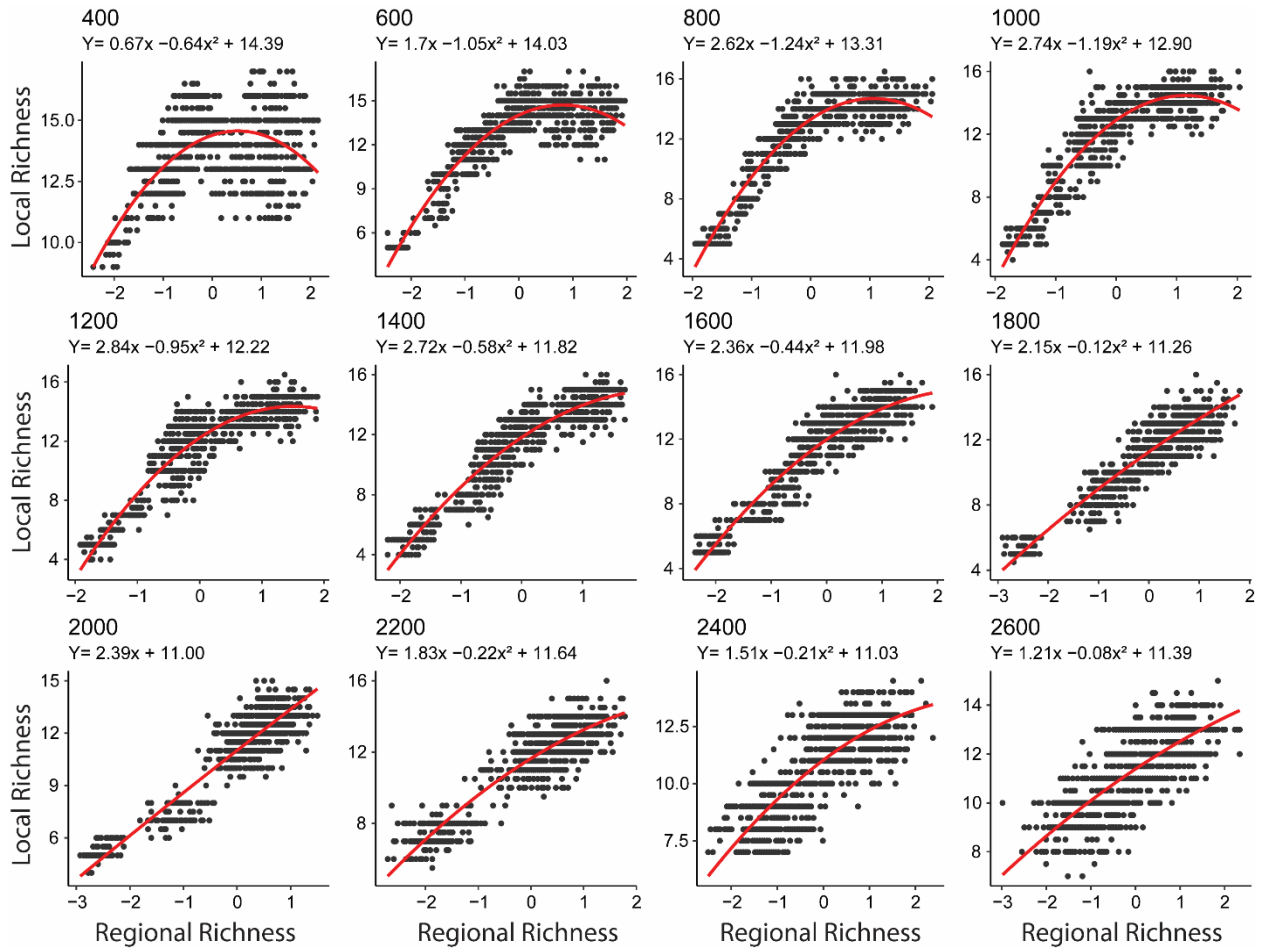 400
Y= 0.67x −0.64x² + 14.39
600
Y= 1.7x −1.05x² + 14.03
800
Y= 2.62x −1.24x² + 13.31
1000
Y= 2.74x −1.19x² + 12.90
Local Richness
15.0
12.5
10.0
−2 −1 0 1 2
15
12
9
6
−2 −1 0 1 2
16
12
8
4
−2 −1 0 1 2
16
12
8
4
−2 −1 0 1 2
1200
Y= 2.84x −0.95x² + 12.22
1400
Y= 2.72x −0.58x² + 11.82
1600
Y= 2.36x −0.44x² + 11.98
1800
Y= 2.15x −0.12x² + 11.26
Local Richness
16
12
8
4
−2 −1 0 1 2
16
12
8
4
−2 −1 0 1 2
16
12
8
4
−2 −1 0 1 2
16
12
8
4
−3 −2 −1 0 1 2
2000
Y= 2.39x + 11.00
2200
Y= 1.83x −0.22x² + 11.64
2400
Y= 1.51x −0.21x² + 11.03
2600
Y= 1.21x −0.08x² + 11.39
Local Richness
15
12
9
6
−3 −2 −1 0 1
16
12
8
−2 −1 0 1 2
12.5
10.0
7.5
−2 −1 0 1 2
14
12
10
8
−3 −2 −1 0 1 2
Regional Richness
Regional Richness
Regional Richness
Regional Richness